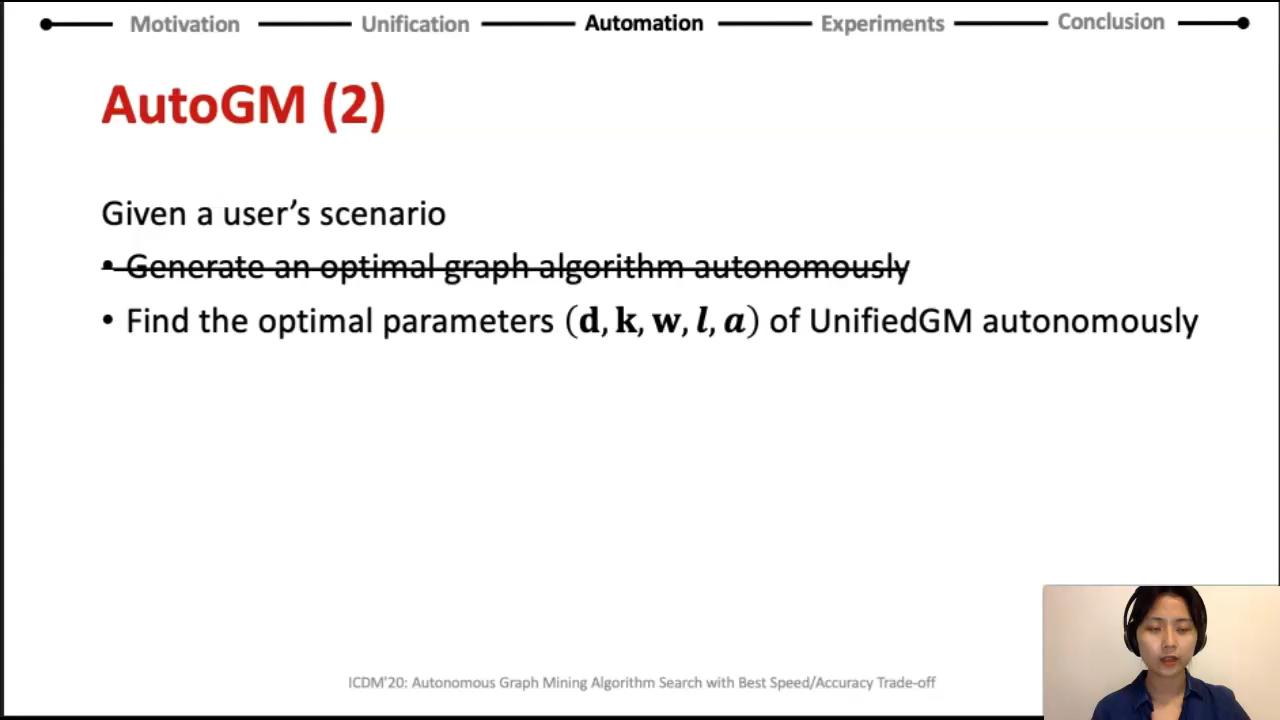 Motivation Unification Automation Experiments Conclusion
AutoGM (2)
Given a user’s scenario
• Generate an optimal graph algorithm autonomously
• Find the optimal parameters (d, k, w, l, a) of UnifiedGM autonomously
ICDM'20: Autonomous Graph Mining Algorithm Search with Best Speed/Accuracy Trade-off